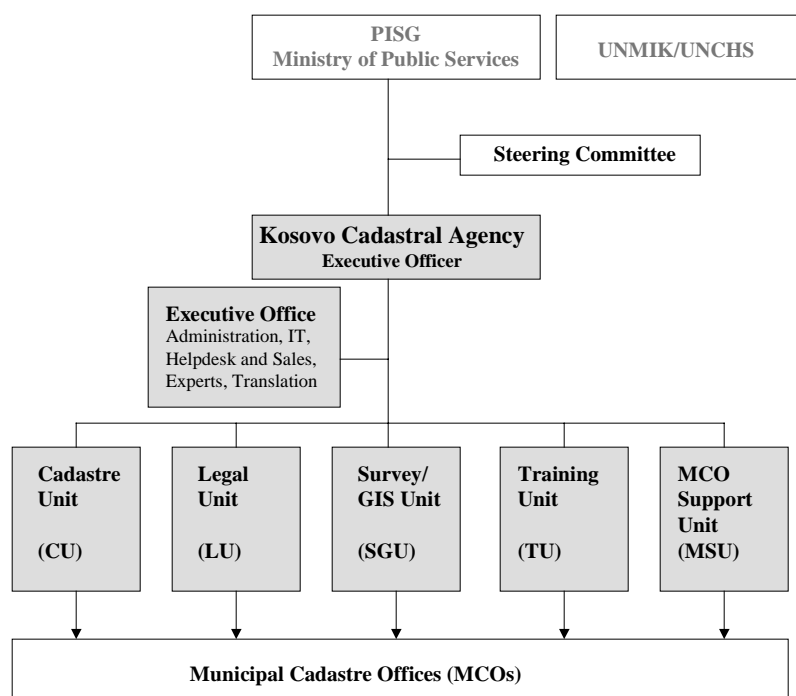 PISG
Ministry of Public Services
UNMIK/UNCHS
Steering Committee
Kosovo Cadastral Agency
Executive Officer
Executive Office
Administration, IT,
Helpdesk and Sales,
Experts, Translation
Cadastre
Unit
(CU)
Legal
Unit
(LU)
Survey/
GIS Unit
(SGU)
Training
Unit
(TU)
MCO
Support
Unit
(MSU)
Municipal Cadastre Offices (MCOs)